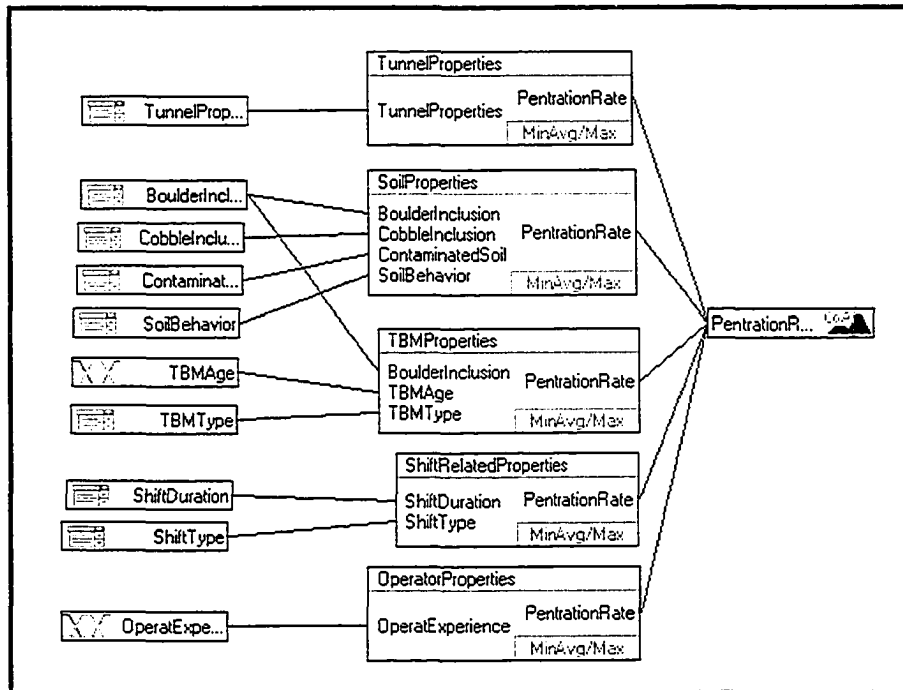 TunnelProp...
BoulderIncl...
CobbleInclu...
Contaminat...
SoilBehavior
TBMAge
TBMType
ShiftDuration
ShiftType
OperatExpe...
TunnelProperties
TunnelProperties
PentrationRate
MinAvg/Max
SoilProperties
BoulderInclusion
CobbleInclusion
ContaminatedSoil
SoilBehavior
PentrationRate
MinAvg/Max
TBMProperties
BoulderInclusion
TBMAge
TBMType
PentrationRate
MinAvg/Max
ShiftRelatedProperties
ShiftDuration
ShiftType
PentrationRate
MinAvg/Max
OperatorProperties
OperatExperience
PentrationRate
MinAvg/Max
PentrationR...